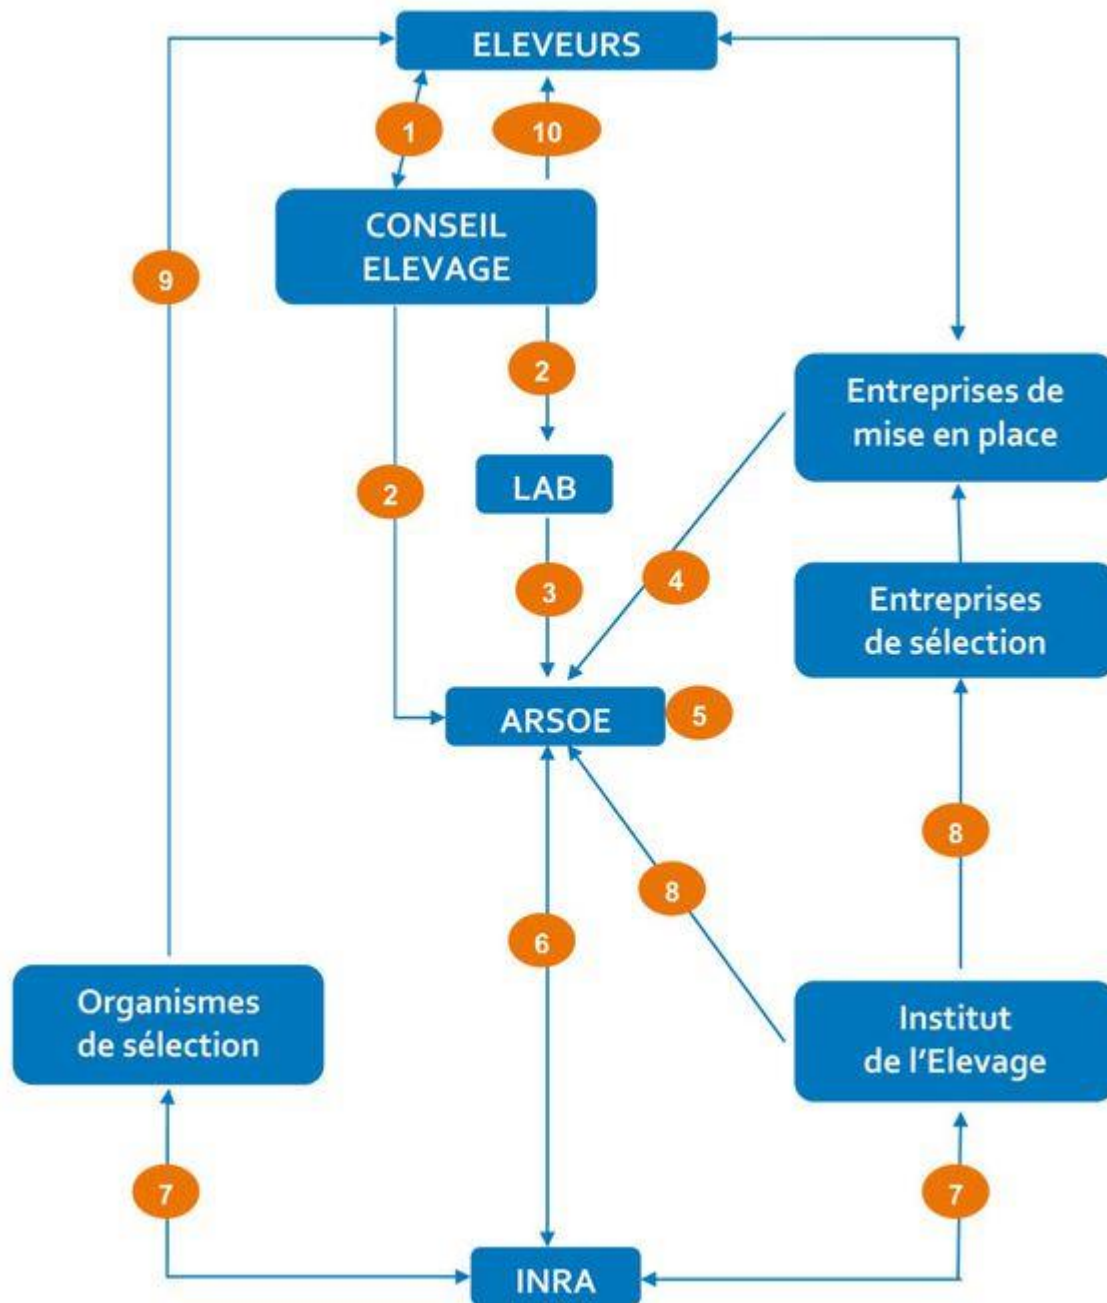 ELEVEURS
1
10
CONSEIL
ELEVAGE
9
2
Entreprises de
mise en place
LAB
2
3
4
Entreprises
de sélection
ARSOE
5
8
8
6
Organismes
de sélection
Institut
de l'Elevage
7
7
INRA